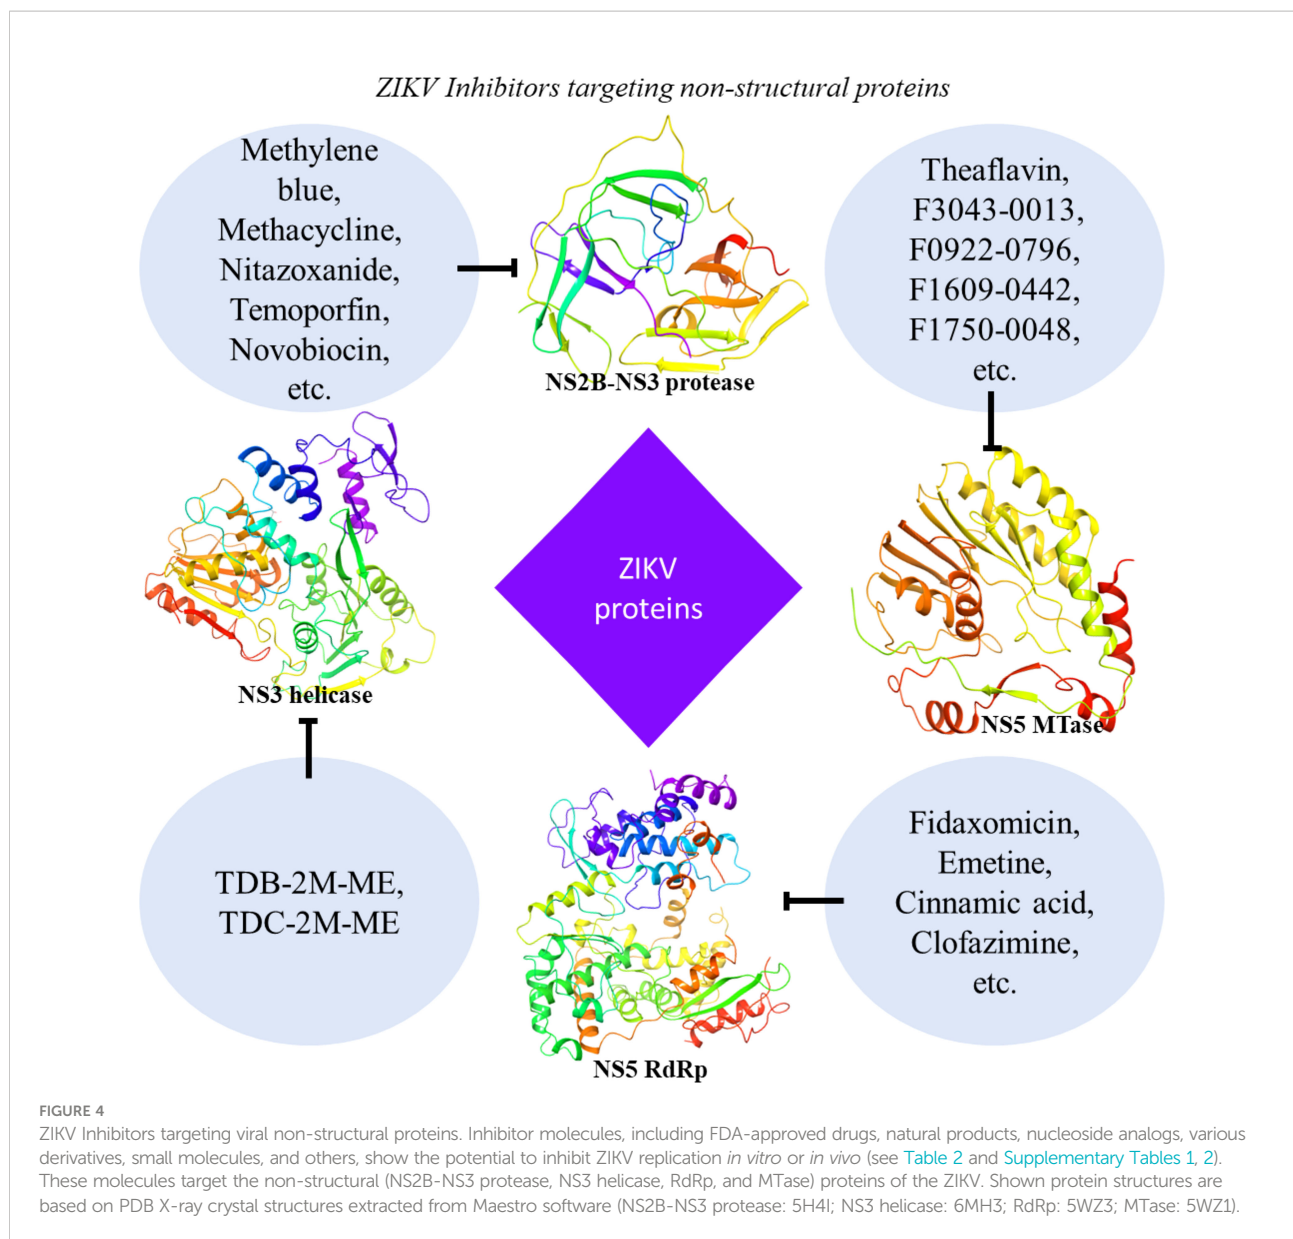 ZIKV Inhibitors targeting non-structural proteins
Methylene
blue,
Methacycline,
Nitazoxanide,
Temoporfin,
Novobiocin,
etc.
NS2B-NS3 protease
Theaflavin,
F3043-0013,
F0922-0796,
F1609-0442,
F1750-0048,
etc.
NS3 helicase
ZIKV
proteins
NS5 MTase
TDB-2M-ME,
TDC-2M-ME
NS5 RdRp
Fidaxomicin,
Emetine,
Cinnamic acid,
Clofazimine,
etc.
FIGURE 4
ZIKV Inhibitors targeting viral non-structural proteins. Inhibitor molecules, including FDA-approved drugs, natural products, nucleoside analogs, various
derivatives, small molecules, and others, show the potential to inhibit ZIKV replication in vitro or in vivo (see Table 2 and Supplementary Tables 1, 2).
These molecules target the non-structural (NS2B-NS3 protease, NS3 helicase, RdRp, and MTase) proteins of the ZIKV. Shown protein structures are
based on PDB X-ray crystal structures extracted from Maestro software (NS2B-NS3 protease: 5H4I; NS3 helicase: 6MH3; RdRp: 5WZ3; MTase: 5WZ1).